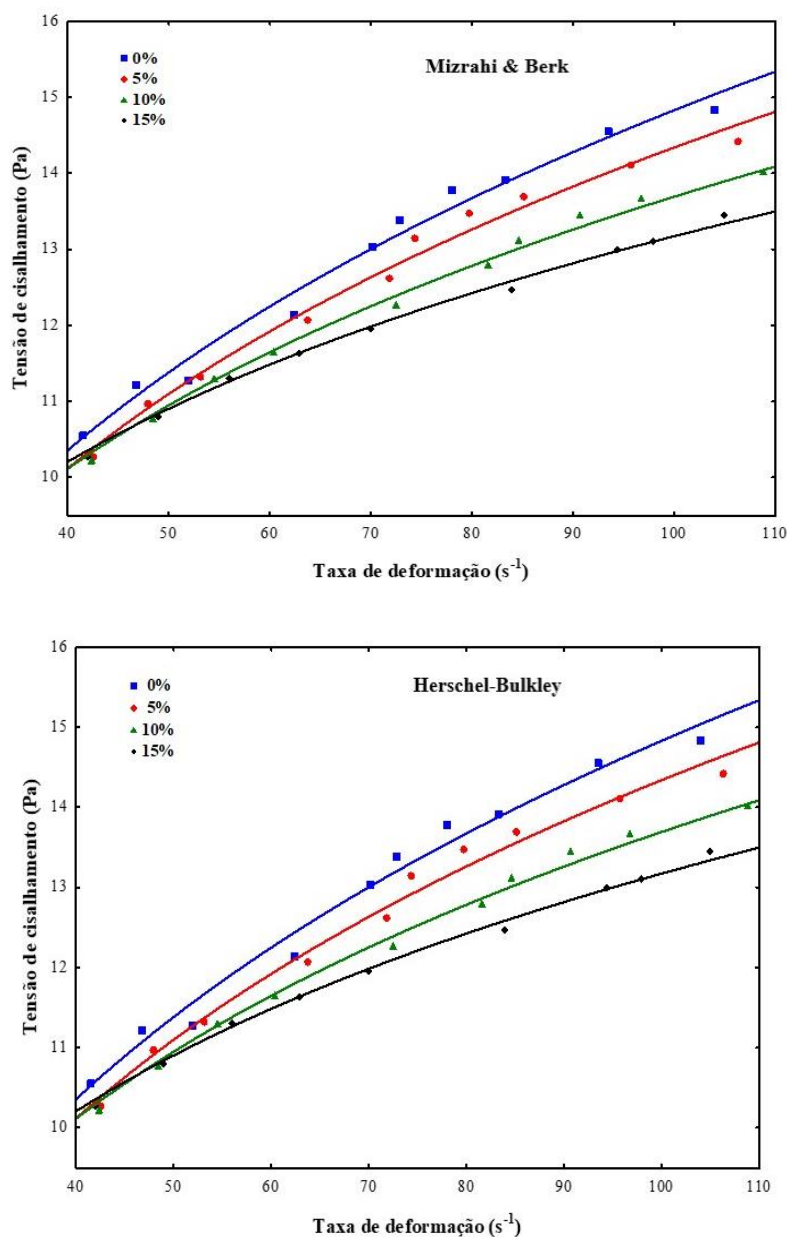 16
0%
5%
10%
15%
Mizrahi & Berk
15
14
13
12
11
10
Tensão de cisalhamento (Pa)
40 50 60 70 80 90 100 110
Taxa de deformação (s⁻¹)
16
0%
5%
10%
15%
Herschel-Bulkley
15
14
13
12
11
10
Tensão de cisalhamento (Pa)
40 50 60 70 80 90 100 110
Taxa de deformação (s⁻¹)